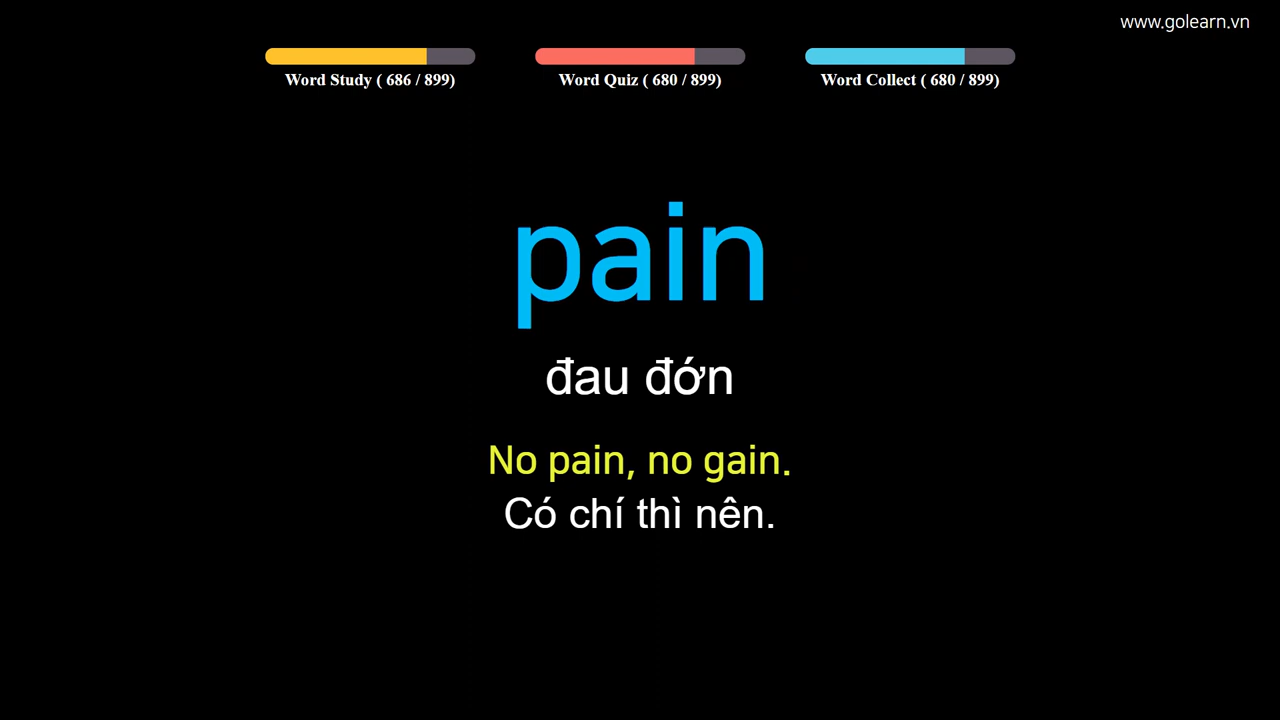 www.golearn.vn
Word Study ( 686 / 899)
Word Quiz ( 680 / 899)
Word Collect ( 680 / 899)
pain
đau đớn
No pain, no gain.
Có chí thì nên.